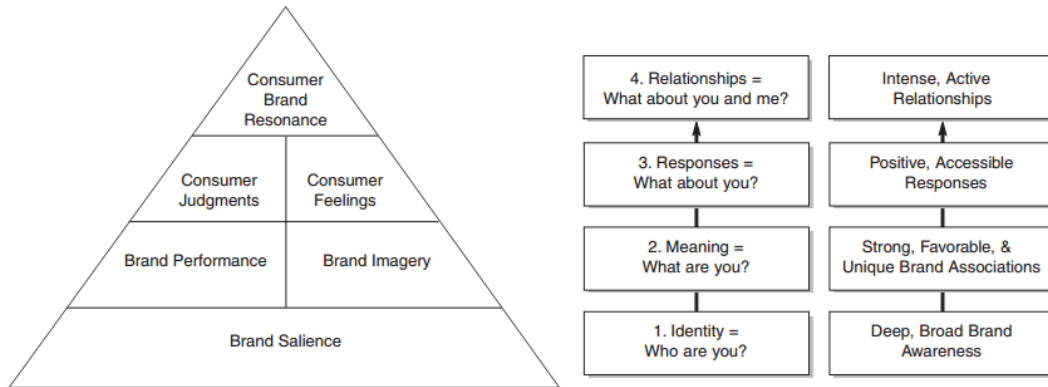 Consumer
Brand
Resonance
Consumer
Judgments
Consumer
Feelings
Brand Performance
Brand Imagery
Brand Salience
4. Relationships =
What about you and me?
3. Responses =
What about you?
2. Meaning =
What are you?
1. Identity =
Who are you?
Intense, Active
Relationships
Positive, Accessible
Responses
Strong, Favorable, &
Unique Brand Associations
Deep, Broad Brand
Awareness